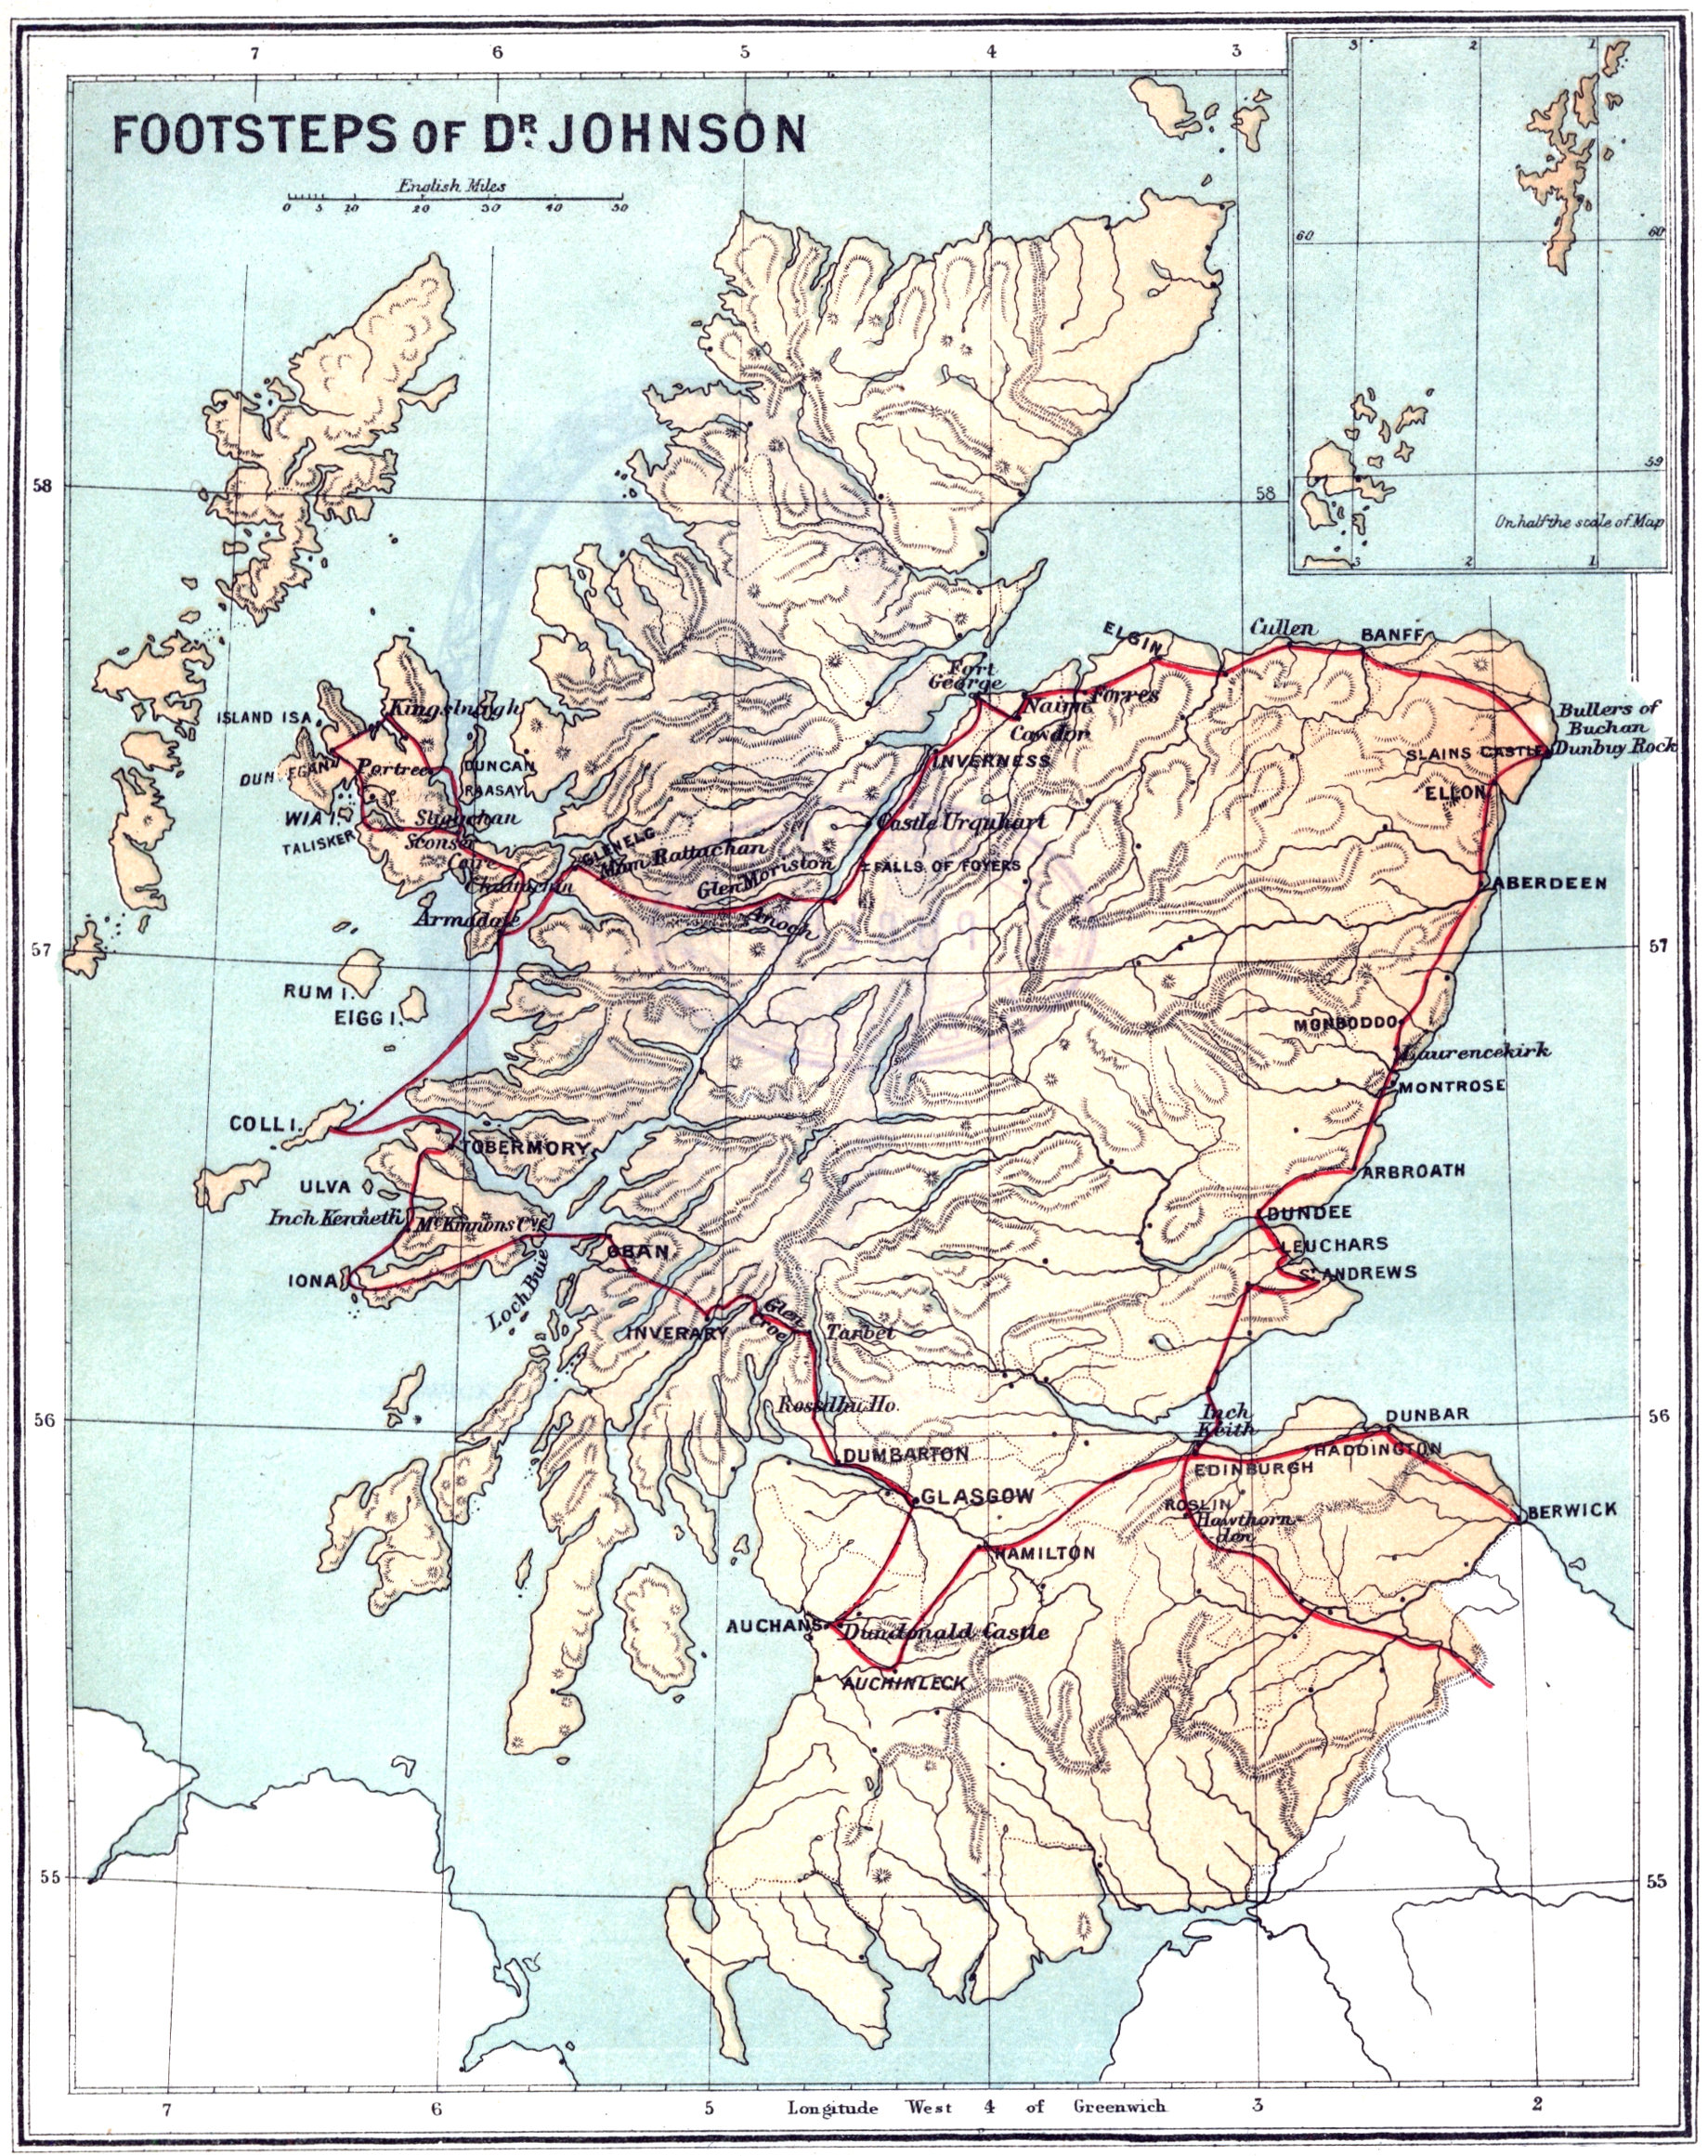 7 6 5 4 3
3 2 1
FOOTSTEPS OF DR. JOHNSON
English Miles
0 5 10 20 30 40 50
60 60
59
58 58
On half the scale of Map
3 2 1
ELGIN
Cullen
BANFF
Fort
George
Nairn
Forres
Cawdor
Kingsburgh
ISLAND ISA
Bullers of
Buchan
Dunbuy Rock
SLAINS CASTLE
DUNVEGAN
Portree
DUNCAN
RAASAY
INVERNESS
ELLON
WIA I.
Sligachan
TALISKER
Sconser
Castle Urquhart
GLENELG
Mam Rattachan
Glen Moriston
FALLS OF FOYERS
Corre
Chattachin
ABERDEEN
Armadale
Anoch
57 57
RUM I.
EIGG I.
MONBODDO
Laurencekirk
MONTROSE
COLL I.
TOBERMORY
ARBROATH
ULVA
Inch Kenneth
McKinnons Cve
DUNDEE
LEUCHARS
ST. ANDREWS
OBAN
IONA
Loch Buie
INVERARY
Glen
Croe
Tarbet
Rossdhu Ho.
56 56
Inch
Keith
DUNBAR
HADDINGTON
DUMBARTON
EDINBURGH
GLASGOW
ROSLIN
Hawthorn-
den
BERWICK
HAMILTON
AUCHANS
Dundonald Castle
AUCHINLECK
55 55
7 6 5 Longitude West 4 of Greenwich 3 2